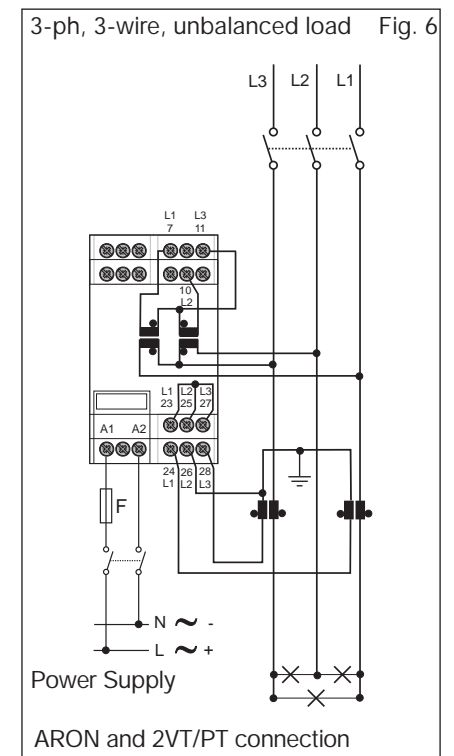 3-ph, 3-wire, unbalanced load Fig. 6
L3 L2 L1
L1 L3
7 11
10
L2
L1 L2 L3
23 25 27
A1 A2
24 26 28
L1 L2 L3
F
N ~ -
L ~ +
Power Supply
ARON and 2VT/PT connection